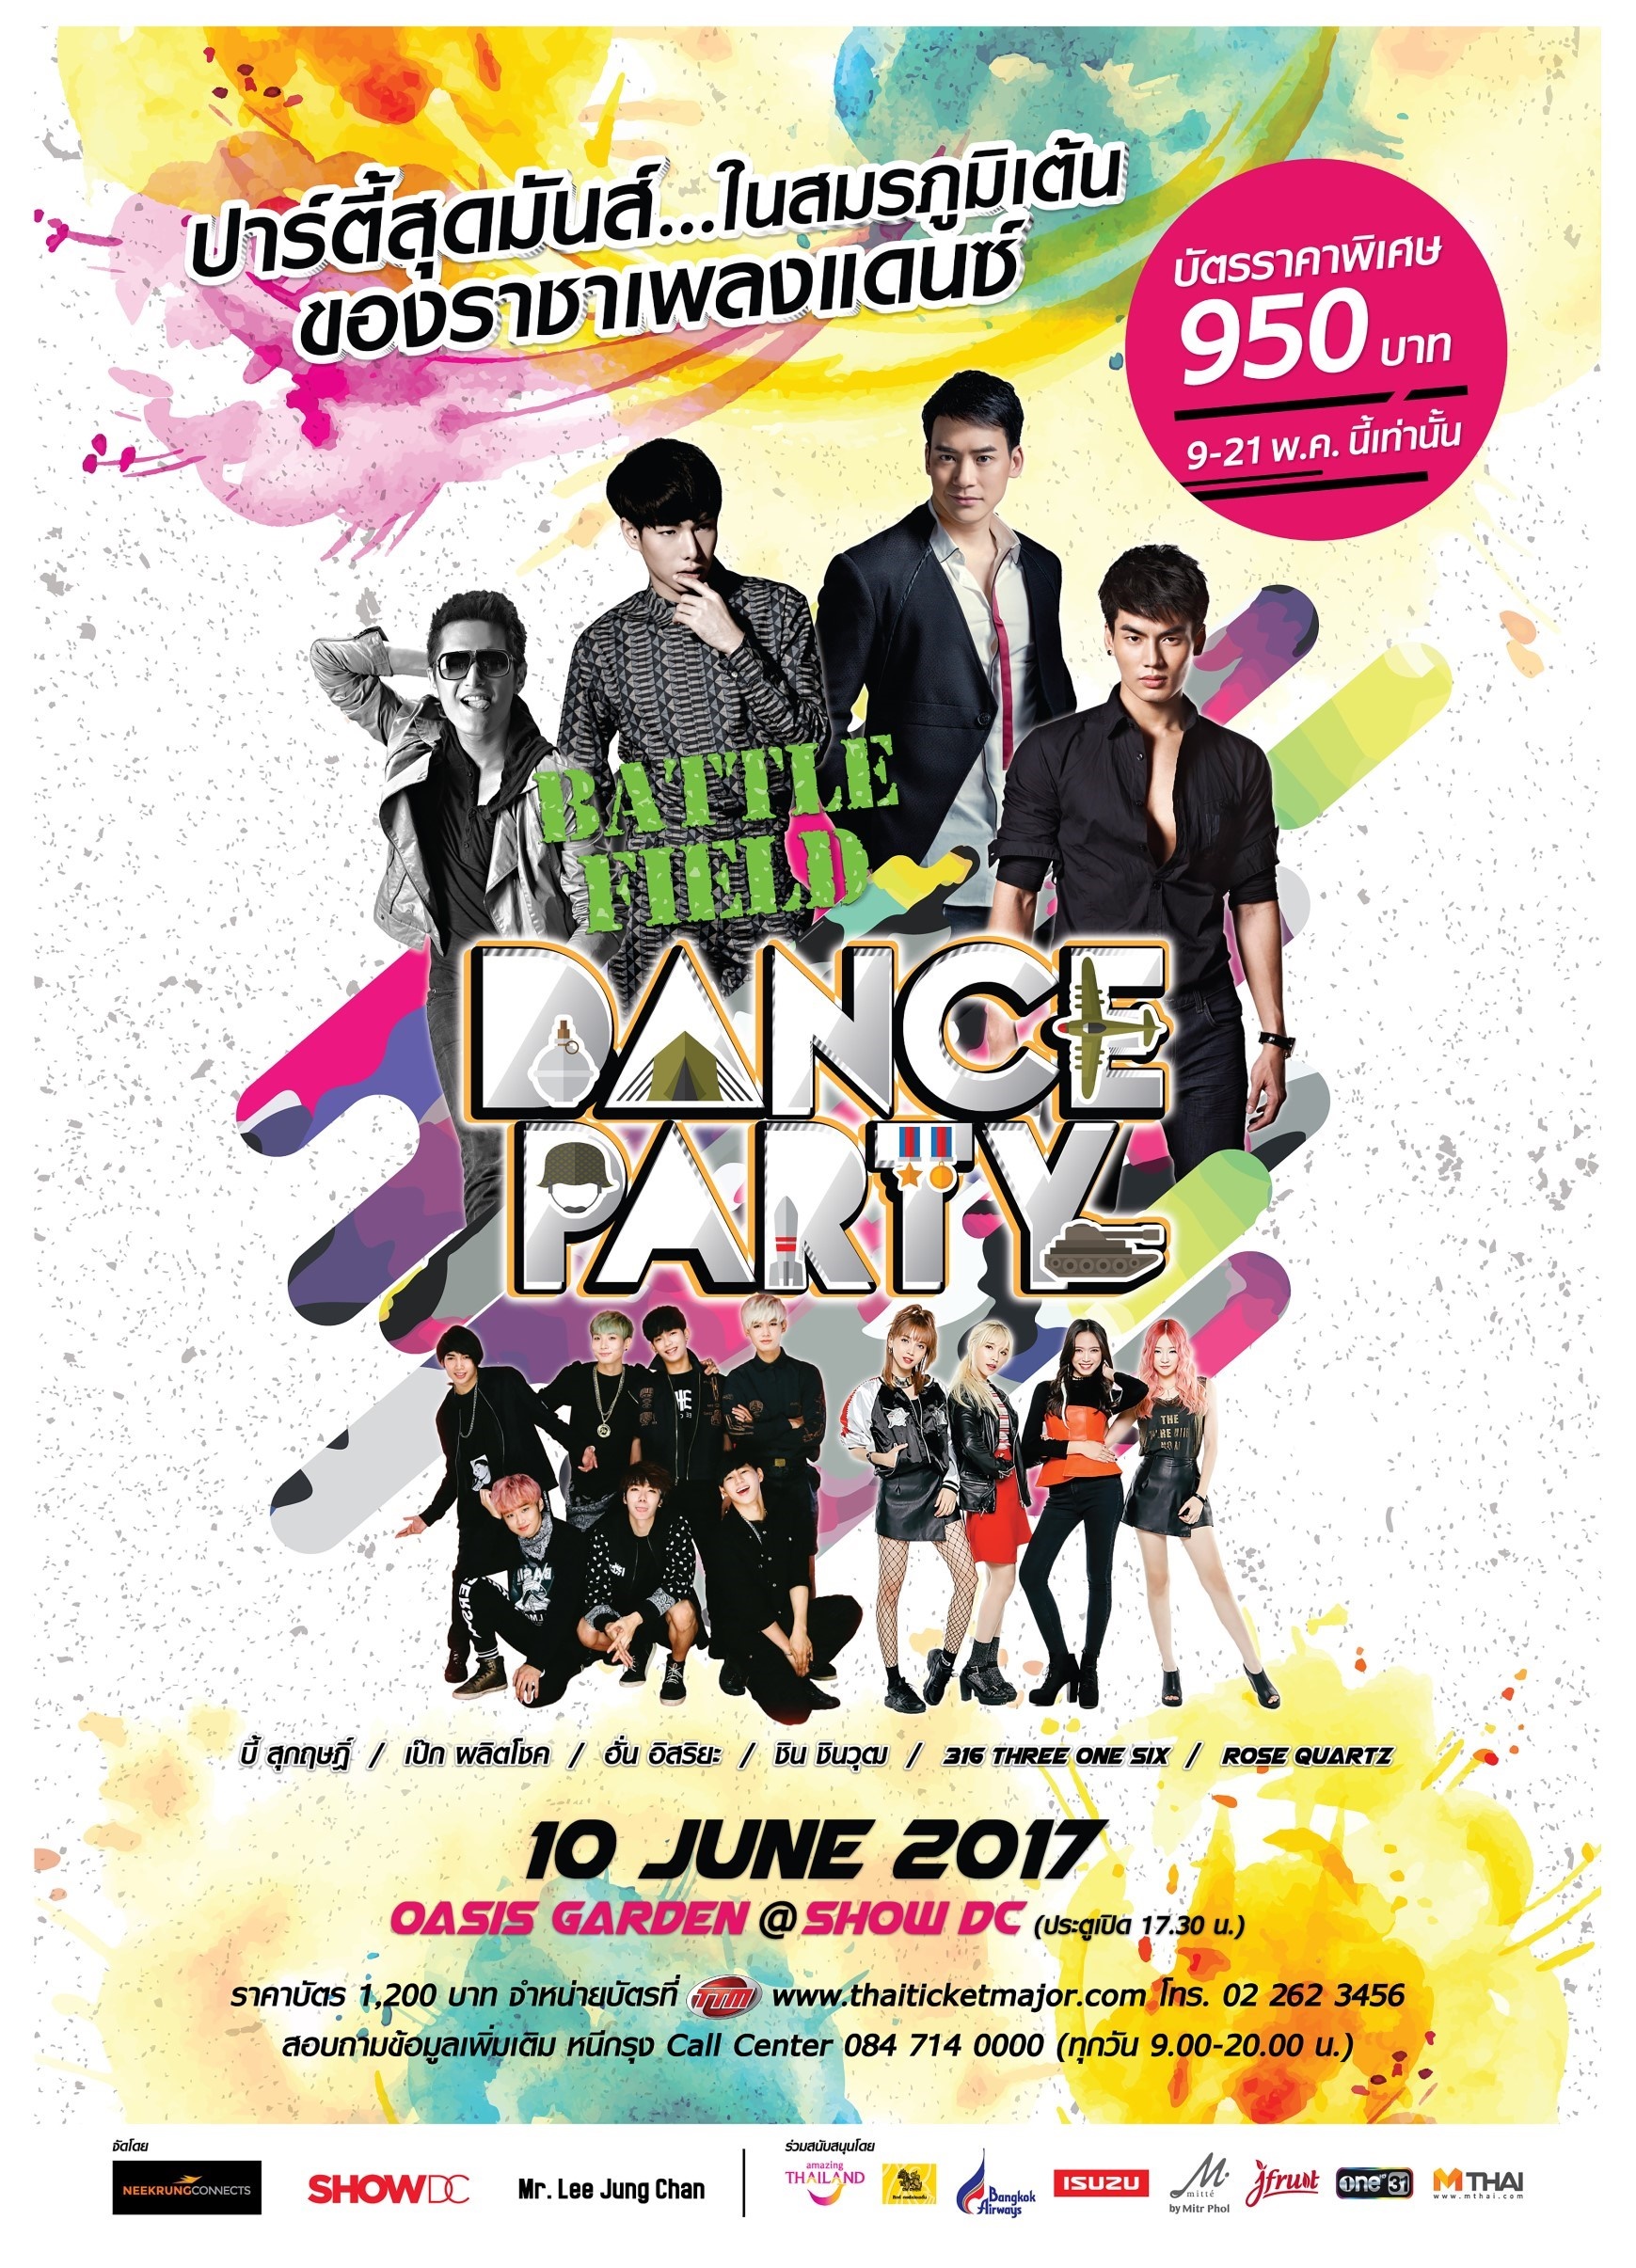 ปาร์ตี้สุดมันส์...ในสมรภูมิเต้น
ของราชาเพลงแดนซ์
บัตรราคาพิเศษ
950 บาท
9-21 พ.ค. นี้เท่านั้น
BATTLE
FIELD
DANCE
PARTY
บี้ สุกฤษฎิ์ / เป๊ก ผลิตโชค / ฮั่น อิสริยะ / ชิน ชินวุฒ / 316 THREE ONE SIX / ROSE QUARTZ
10 JUNE 2017
OASIS GARDEN @ SHOW DC (ประตูเปิด 17.30 น.)
ราคาบัตร 1,200 บาท จำหน่ายบัตรที่ TTM www.thaiticketmajor.com โทร. 02 262 3456
สอบถามข้อมูลเพิ่มเติม หนีกรุง Call Center 084 714 0000 (ทุกวัน 9.00-20.00 น.)
จัดโดย
NEEKRUNGCONNECTS
SHOWDC
Mr. Lee Jung Chan
ร่วมสนับสนุนโดย
amazing
THAILAND
Bangkok
Airways
ISUZU
M.
mitté
by Mitr Phol
jfruit
one 31
MTHAI
www.mthai.com